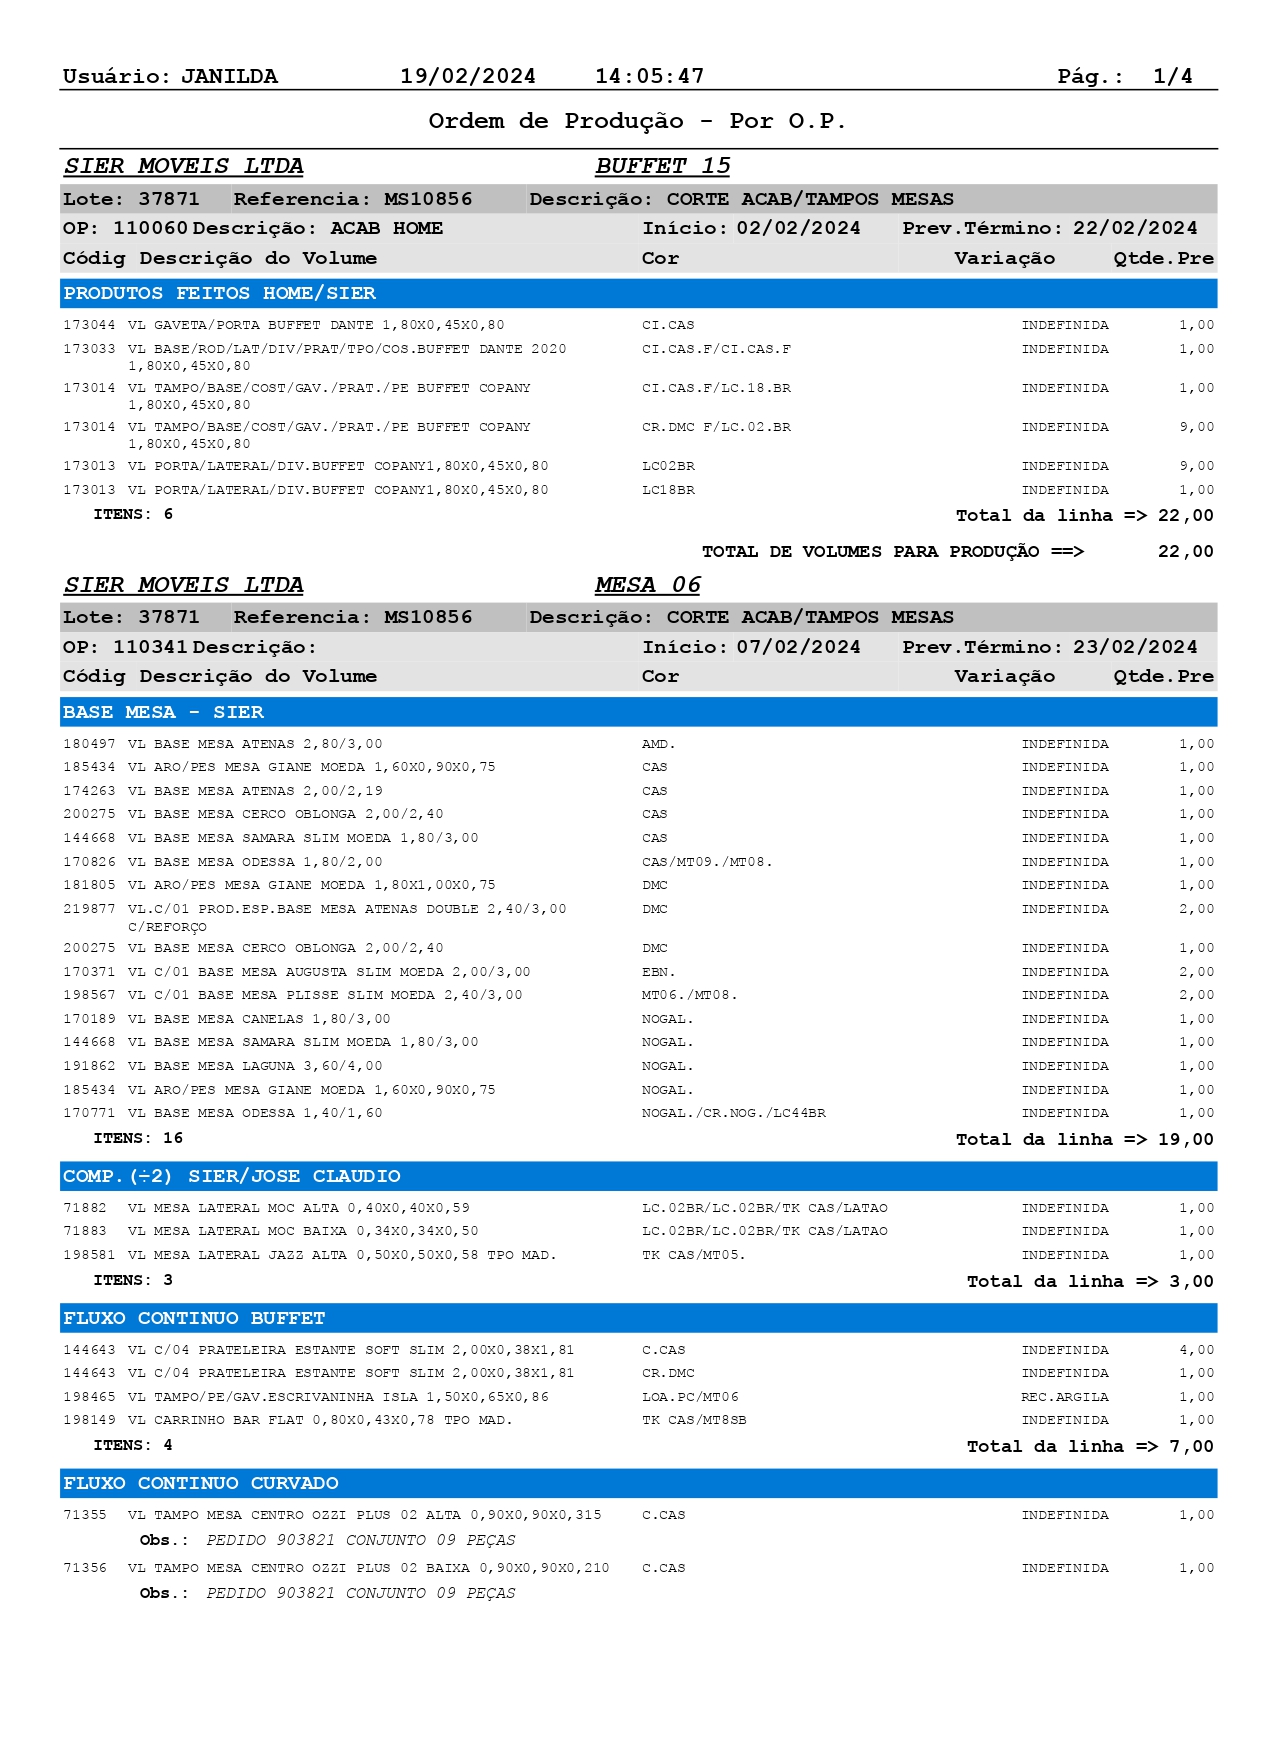 Usuário: JANILDA 19/02/2024 14:05:47 Pág.: 1/4
Ordem de Produção - Por O.P.
SIER MOVEIS LTDA BUFFET 15
Lote: 37871 Referencia: MS10856 Descrição: CORTE ACAB/TAMPOS MESAS
OP: 110060 Descrição: ACAB HOME Início: 02/02/2024 Prev.Término: 22/02/2024
Códig Descrição do Volume Cor Variação Qtde.Pre
PRODUTOS FEITOS HOME/SIER
173044 VL GAVETA/PORTA BUFFET DANTE 1,80X0,45X0,80 CI.CAS INDEFINIDA 1,00
173033 VL BASE/ROD/LAT/DIV/PRAT/TPO/COS.BUFFET DANTE 2020 CI.CAS.F/CI.CAS.F INDEFINIDA 1,00
1,80X0,45X0,80
173014 VL TAMPO/BASE/COST/GAV./PRAT./PE BUFFET COPANY CI.CAS.F/LC.18.BR INDEFINIDA 1,00
1,80X0,45X0,80
173014 VL TAMPO/BASE/COST/GAV./PRAT./PE BUFFET COPANY CR.DMC F/LC.02.BR INDEFINIDA 9,00
1,80X0,45X0,80
173013 VL PORTA/LATERAL/DIV.BUFFET COPANY1,80X0,45X0,80 LC02BR INDEFINIDA 9,00
173013 VL PORTA/LATERAL/DIV.BUFFET COPANY1,80X0,45X0,80 LC18BR INDEFINIDA 1,00
ITENS: 6 Total da linha => 22,00
TOTAL DE VOLUMES PARA PRODUÇÃO ==> 22,00
SIER MOVEIS LTDA MESA 06
Lote: 37871 Referencia: MS10856 Descrição: CORTE ACAB/TAMPOS MESAS
OP: 110341 Descrição: Início: 07/02/2024 Prev.Término: 23/02/2024
Códig Descrição do Volume Cor Variação Qtde.Pre
BASE MESA - SIER
180497 VL BASE MESA ATENAS 2,80/3,00 AMD. INDEFINIDA 1,00
185434 VL ARO/PES MESA GIANE MOEDA 1,60X0,90X0,75 CAS INDEFINIDA 1,00
174263 VL BASE MESA ATENAS 2,00/2,19 CAS INDEFINIDA 1,00
200275 VL BASE MESA CERCO OBLONGA 2,00/2,40 CAS INDEFINIDA 1,00
144668 VL BASE MESA SAMARA SLIM MOEDA 1,80/3,00 CAS INDEFINIDA 1,00
170826 VL BASE MESA ODESSA 1,80/2,00 CAS/MT09./MT08. INDEFINIDA 1,00
181805 VL ARO/PES MESA GIANE MOEDA 1,80X1,00X0,75 DMC INDEFINIDA 1,00
219877 VL.C/01 PROD.ESP.BASE MESA ATENAS DOUBLE 2,40/3,00 DMC INDEFINIDA 2,00
C/REFORÇO
200275 VL BASE MESA CERCO OBLONGA 2,00/2,40 DMC INDEFINIDA 1,00
170371 VL C/01 BASE MESA AUGUSTA SLIM MOEDA 2,00/3,00 EBN. INDEFINIDA 2,00
198567 VL C/01 BASE MESA PLISSE SLIM MOEDA 2,40/3,00 MT06./MT08. INDEFINIDA 2,00
170189 VL BASE MESA CANELAS 1,80/3,00 NOGAL. INDEFINIDA 1,00
144668 VL BASE MESA SAMARA SLIM MOEDA 1,80/3,00 NOGAL. INDEFINIDA 1,00
191862 VL BASE MESA LAGUNA 3,60/4,00 NOGAL. INDEFINIDA 1,00
185434 VL ARO/PES MESA GIANE MOEDA 1,60X0,90X0,75 NOGAL. INDEFINIDA 1,00
170771 VL BASE MESA ODESSA 1,40/1,60 NOGAL./CR.NOG./LC44BR INDEFINIDA 1,00
ITENS: 16 Total da linha => 19,00
COMP.(÷2) SIER/JOSE CLAUDIO
71882 VL MESA LATERAL MOC ALTA 0,40X0,40X0,59 LC.02BR/LC.02BR/TK CAS/LATAO INDEFINIDA 1,00
71883 VL MESA LATERAL MOC BAIXA 0,34X0,34X0,50 LC.02BR/LC.02BR/TK CAS/LATAO INDEFINIDA 1,00
198581 VL MESA LATERAL JAZZ ALTA 0,50X0,50X0,58 TPO MAD. TK CAS/MT05. INDEFINIDA 1,00
ITENS: 3 Total da linha => 3,00
FLUXO CONTINUO BUFFET
144643 VL C/04 PRATELEIRA ESTANTE SOFT SLIM 2,00X0,38X1,81 C.CAS INDEFINIDA 4,00
144643 VL C/04 PRATELEIRA ESTANTE SOFT SLIM 2,00X0,38X1,81 CR.DMC INDEFINIDA 1,00
198465 VL TAMPO/PE/GAV.ESCRIVANINHA ISLA 1,50X0,65X0,86 LOA.PC/MT06 REC.ARGILA 1,00
198149 VL CARRINHO BAR FLAT 0,80X0,43X0,78 TPO MAD. TK CAS/MT8SB INDEFINIDA 1,00
ITENS: 4 Total da linha => 7,00
FLUXO CONTINUO CURVADO
71355 VL TAMPO MESA CENTRO OZZI PLUS 02 ALTA 0,90X0,90X0,315 C.CAS INDEFINIDA 1,00
Obs.: PEDIDO 903821 CONJUNTO 09 PEÇAS
71356 VL TAMPO MESA CENTRO OZZI PLUS 02 BAIXA 0,90X0,90X0,210 C.CAS INDEFINIDA 1,00
Obs.: PEDIDO 903821 CONJUNTO 09 PEÇAS